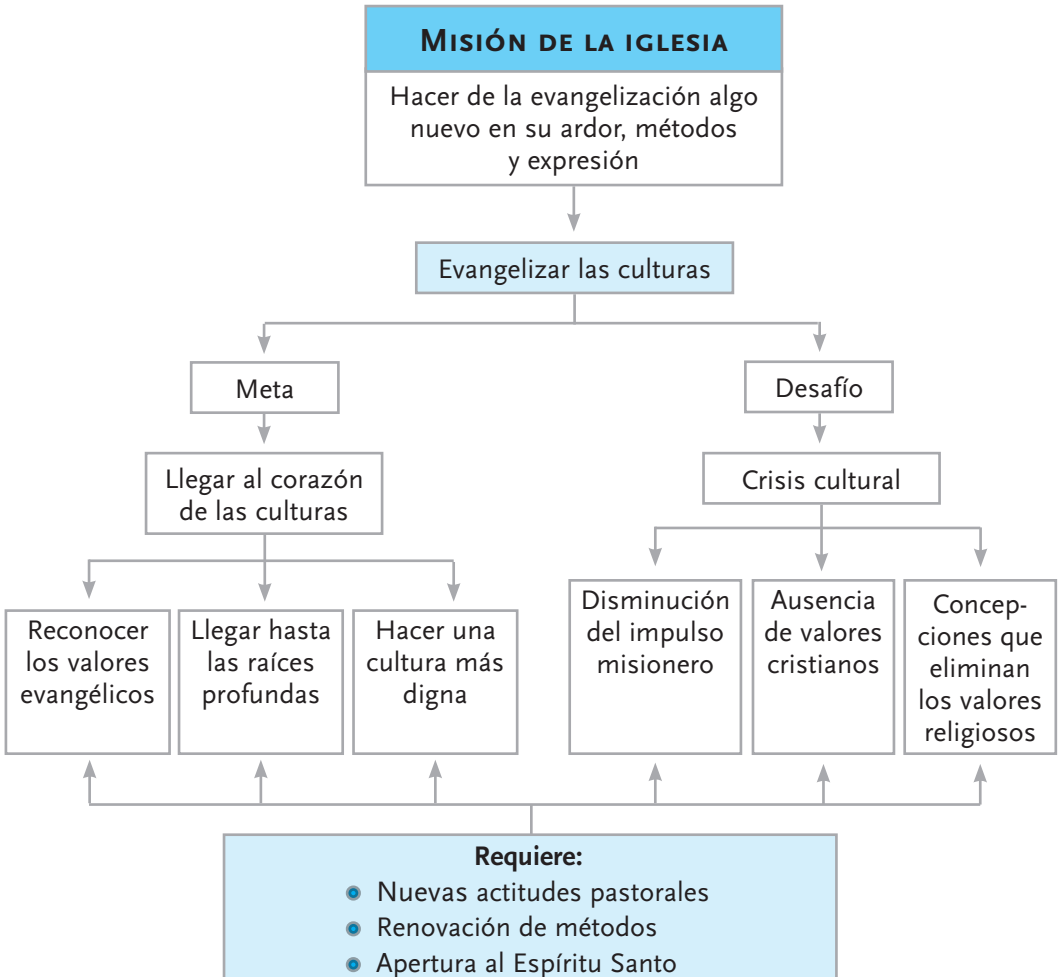 MISIÓN DE LA IGLESIA
Hacer de la evangelización algo
nuevo en su ardor, métodos
y expresión
Evangelizar las culturas
Meta
Desafío
Llegar al corazón
de las culturas
Crisis cultural
Reconocer
los valores
evangélicos
Llegar hasta
las raíces
profundas
Hacer una
cultura más
digna
Disminución
del impulso
misionero
Ausencia
de valores
cristianos
Concep-
ciones que
eliminan
los valores
religiosos
Requiere:
Nuevas actitudes pastorales
Renovación de métodos
Apertura al Espíritu Santo